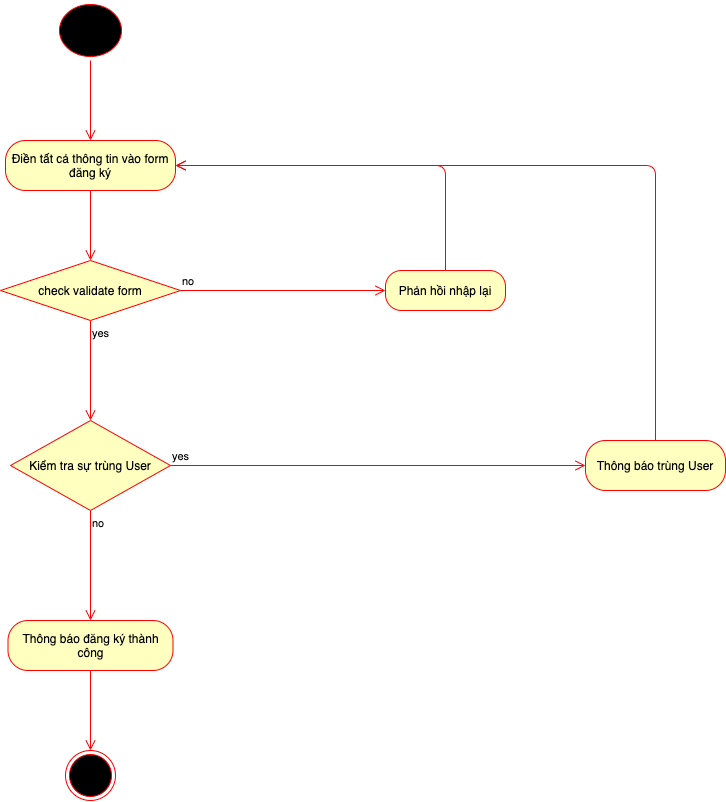 Điền tất cả thông tin vào form
đăng ký
check validate form
no
Phản hồi nhập lại
yes
Kiểm tra sự trùng User
yes
Thông báo trùng User
no
Thông báo đăng ký thành
công